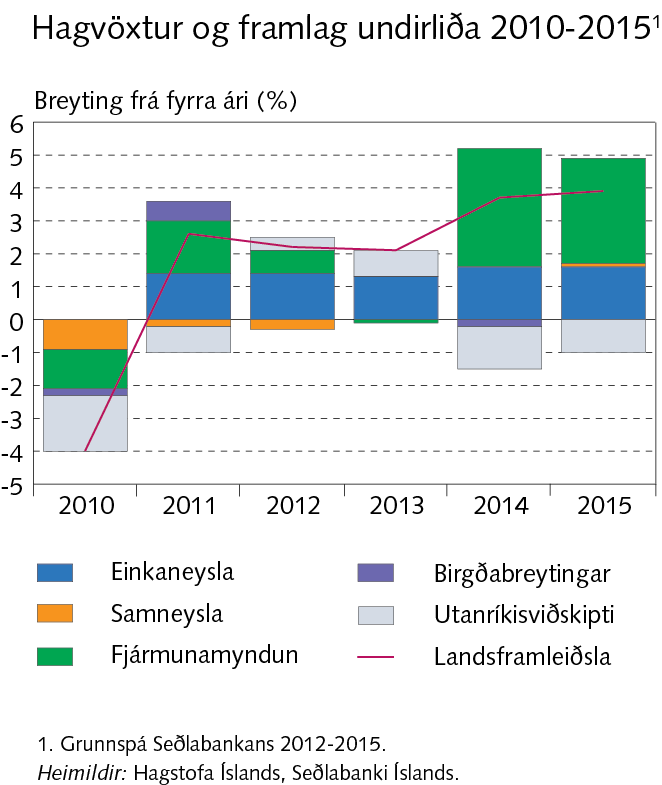 Hagvöxtur og framlag undirliða 2010-2015¹
Breyting frá fyrra ári (%)
6
5
4
3
2
1
0
-1
-2
-3
-4
-5
2010 2011 2012 2013 2014 2015
Einkaneysla
Samneysla
Fjármunamyndun
Birgðabreytingar
Utanríkisviðskipti
Landsframleiðsla
1. Grunnspá Seðlabankans 2012-2015.
Heimildir: Hagstofa Íslands, Seðlabanki Íslands.